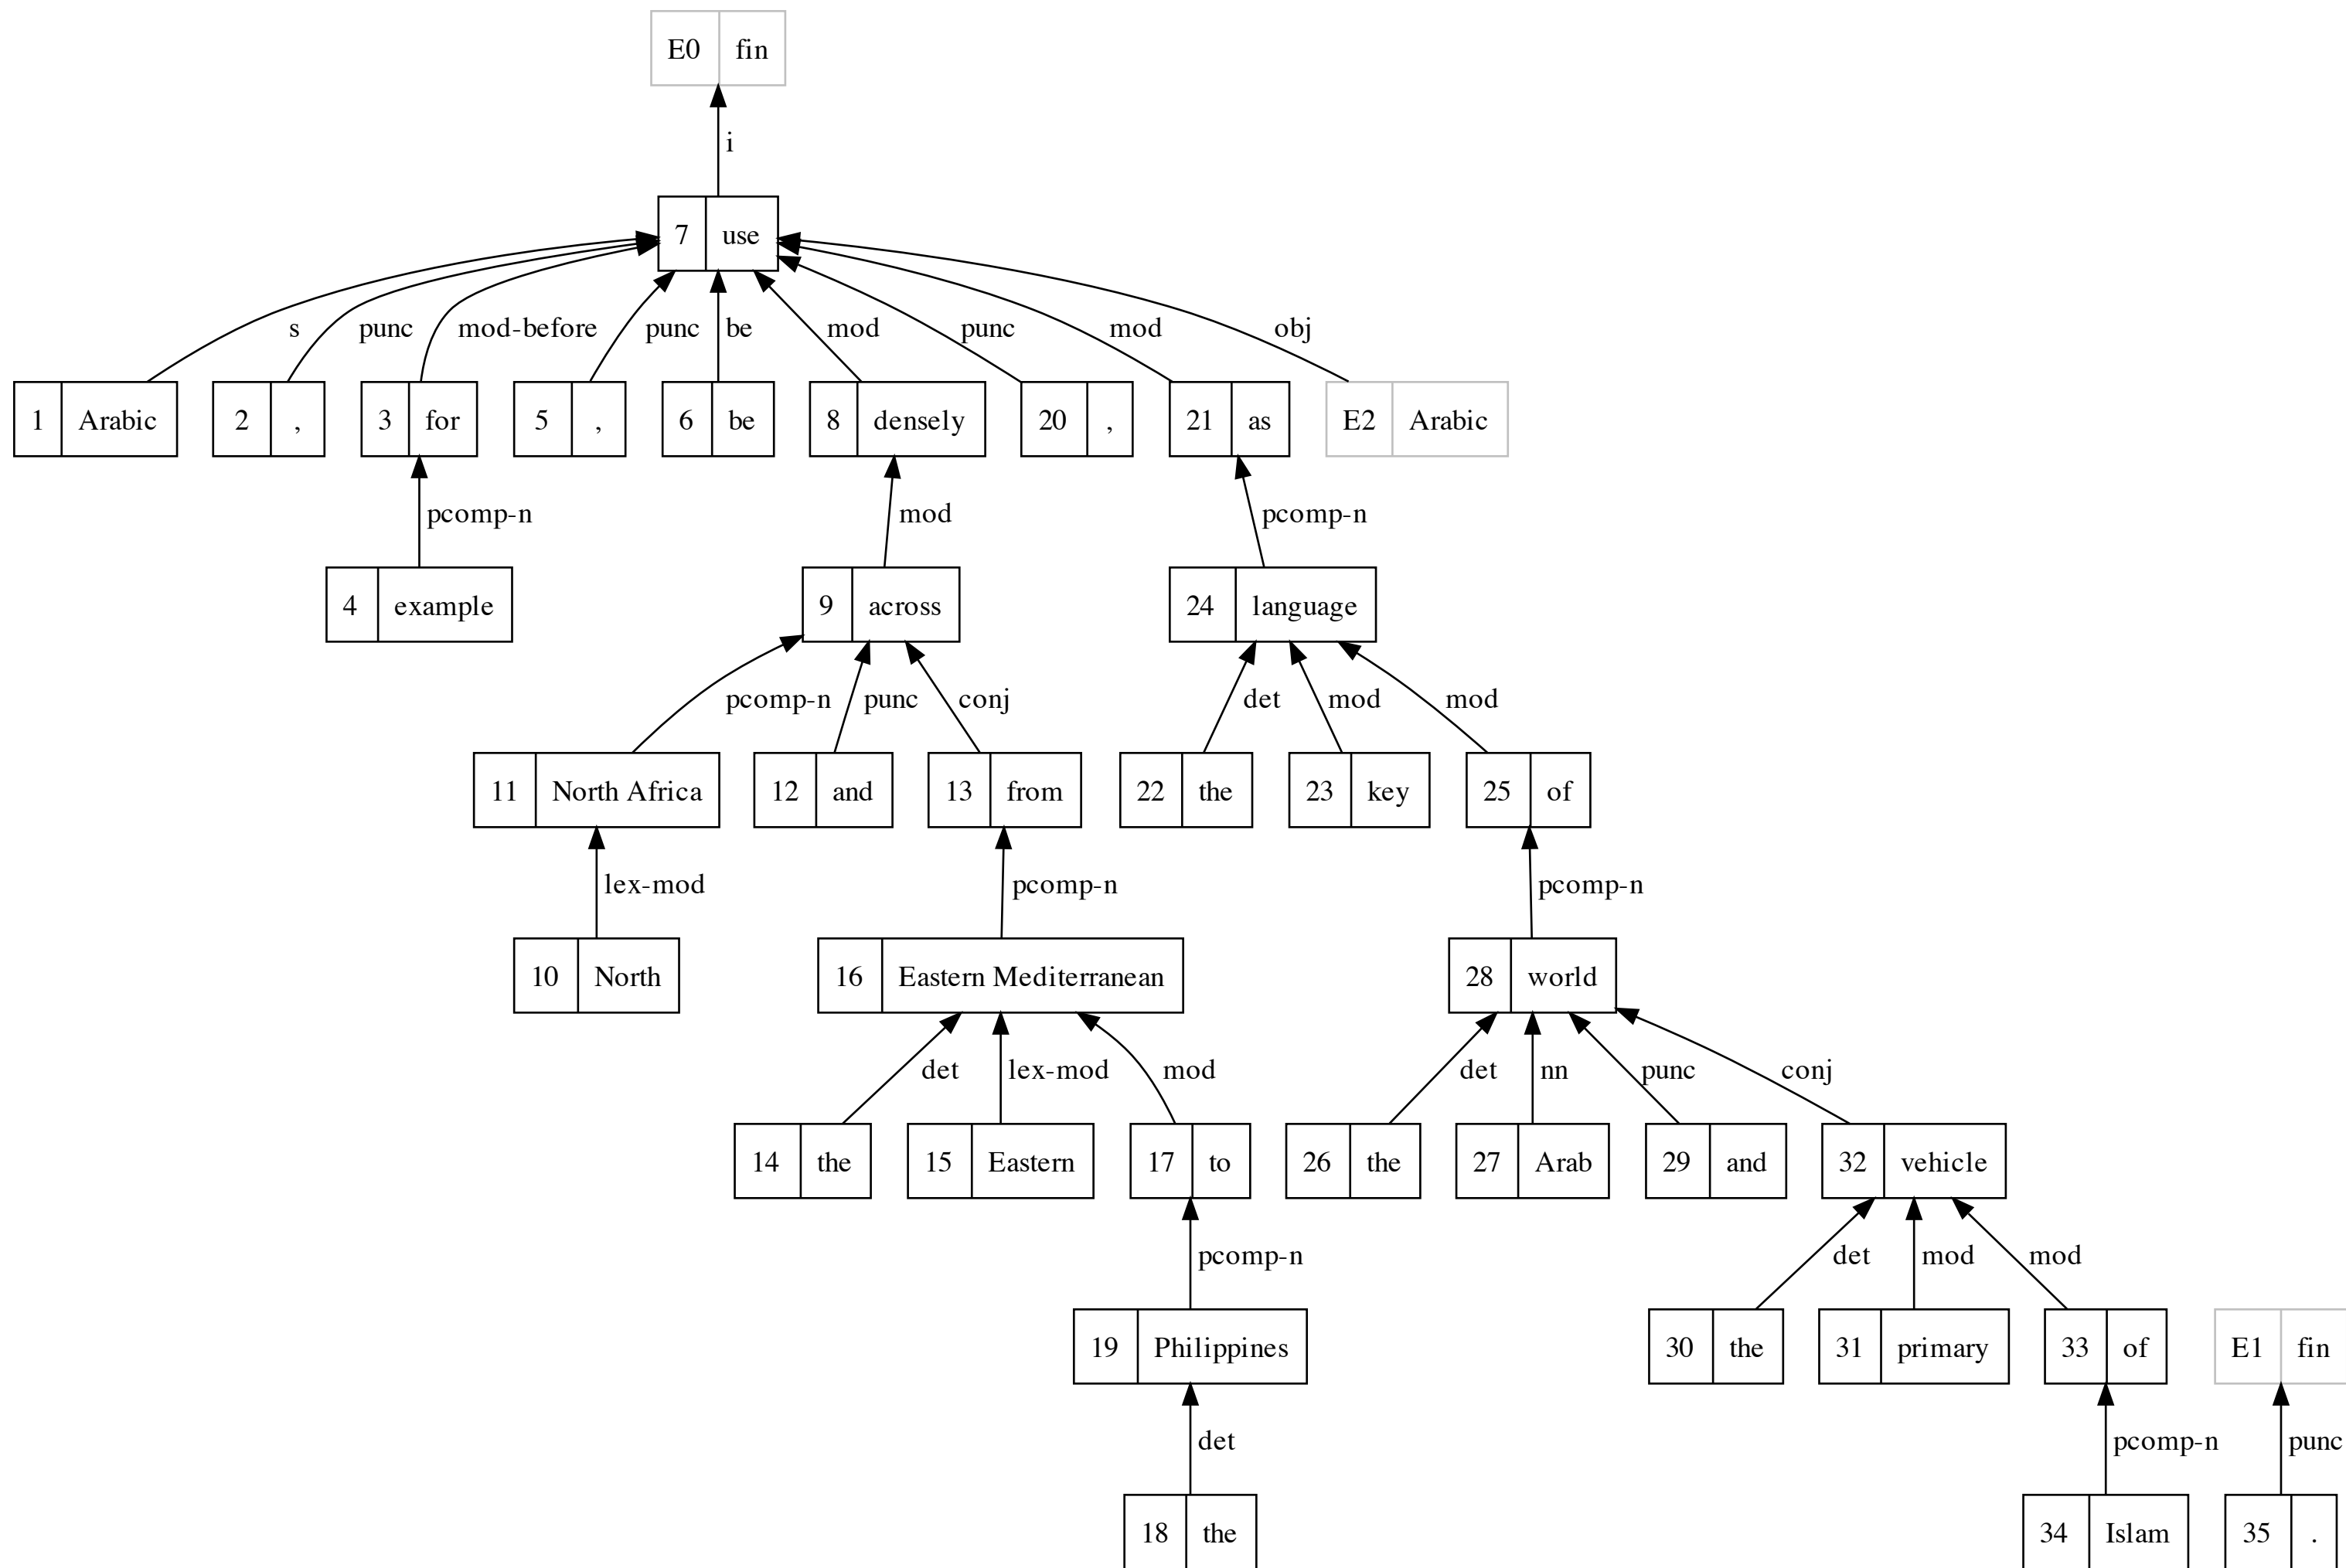 E0 fin
i
7 use
s punc mod-before punc be mod punc mod obj
1 Arabic 2 , 3 for 5 , 6 be 8 densely 20 , 21 as E2 Arabic
pcomp-n mod pcomp-n
4 example 9 across 24 language
pcomp-n punc conj det mod mod
11 North Africa 12 and 13 from 22 the 23 key 25 of
lex-mod pcomp-n pcomp-n
10 North 16 Eastern Mediterranean 28 world
det lex-mod mod det nn punc conj
14 the 15 Eastern 17 to 26 the 27 Arab 29 and 32 vehicle
pcomp-n det mod mod
19 Philippines 30 the 31 primary 33 of E1 fin
det pcomp-n punc
18 the 34 Islam 35 .